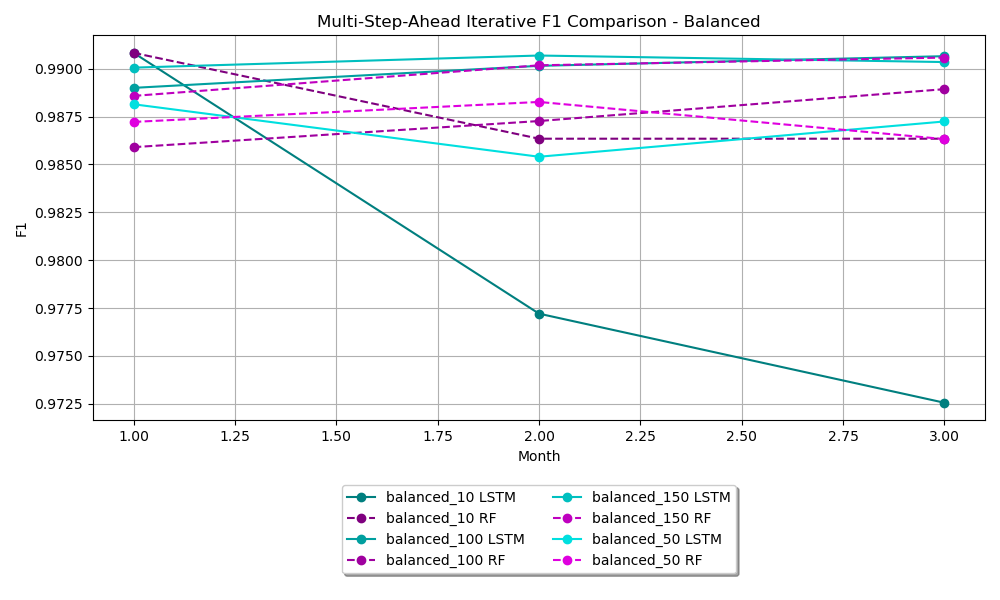 Multi-Step-Ahead Iterative F1 Comparison - Balanced
0.9900
0.9875
0.9850
0.9825
0.9800
0.9775
0.9750
0.9725
F1
1.00 1.25 1.50 1.75 2.00 2.25 2.50 2.75 3.00
Month
balanced_10 LSTM
balanced_10 RF
balanced_100 LSTM
balanced_100 RF
balanced_150 LSTM
balanced_150 RF
balanced_50 LSTM
balanced_50 RF